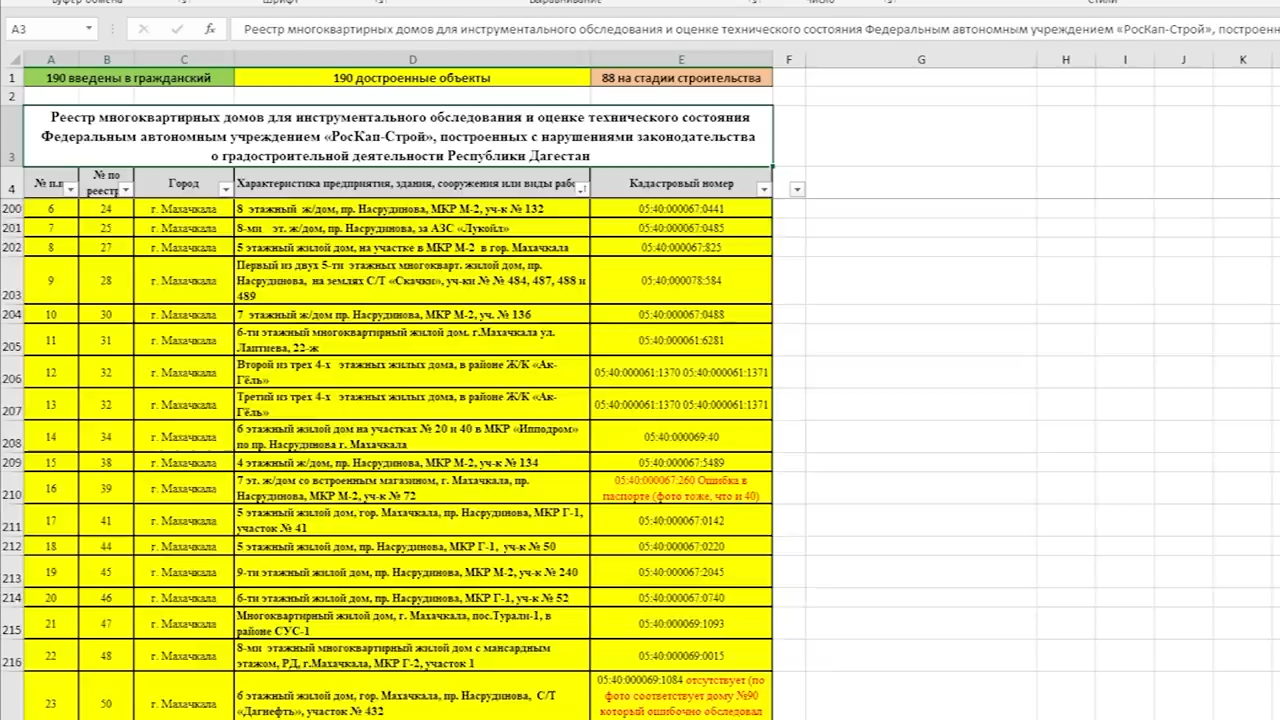 Буфер обмена Шрифт Выравнивание Число Стили
A3 fx Реестр многоквартирных домов для инструментального обследования и оценке технического состояния Федеральным автономным учреждением «РосКап-Строй», построенн
A B C D E F G H I J K
1 190 введены в гражданский 190 достроенные объекты 88 на стадии строительства
2
Реестр многоквартирных домов для инструментального обследования и оценке технического состояния
Федеральным автономным учреждением «РосКап-Строй», построенных с нарушениями законодательства
3 о градостроительной деятельности Республики Дагестан
4 № п.п № по реестр Город Характеристика предприятия, здания, сооружения или виды рабо Кадастровый номер
200 6 24 г. Махачкала 8 этажный ж/дом, пр. Насрудинова, МКР М-2, уч-к № 132 05:40:000067:0441
201 7 25 г. Махачкала 8-ми эт. ж/дом, пр. Насрудинова, за АЗС «Лукойл» 05:40:000067:0485
202 8 27 г. Махачкала 5 этажный жилой дом, на участке в МКР М-2 в гор. Махачкала 05:40:000067:825
Первый из двух 5-ти этажных многокварт. жилой дом, пр.
203 9 28 г. Махачкала Насрудинова, на землях С/Т «Скачки», уч-ки № № 484, 487, 488 и 05:40:000078:584
489
204 10 30 г. Махачкала 7 этажный ж/дом пр. Насрудинова, МКР М-2, уч. № 136 05:40:000067:0488
205 11 31 г. Махачкала 6-ти этажный многоквартирный жилой дом. г.Махачкала ул. 05:40:000061:6281
Лаптиева, 22-ж
206 12 32 г. Махачкала Второй из трех 4-х этажных жилых дома, в районе Ж/К «Ак- 05:40:000061:1370 05:40:000061:1371
Гёль»
207 13 32 г. Махачкала Третий из трех 4-х этажных жилых дома, в районе Ж/К «Ак- 05:40:000061:1370 05:40:000061:1371
Гёль»
208 14 34 г. Махачкала 6 этажный жилой дом на участках № 20 и 40 в МКР «Ипподром» 05:40:000069:40
по пр. Насрудинова г. Махачкала
209 15 38 г. Махачкала 4 этажный ж/дом, пр. Насрудинова, МКР М-2, уч-к № 134 05:40:000067:5489
210 16 39 г. Махачкала 7 эт. ж/дом со встроенным магазином, г. Махачкала, пр. 05:40:000067:260 Ошибка в
Насрудинова, МКР М-2, уч-к № 72 паспорте (фото тоже, что и 40)
211 17 41 г. Махачкала 5 этажный жилой дом, гор. Махачкала, пр. Насрудинова, МКР Г-1, 05:40:000067:0142
участок № 41
212 18 44 г. Махачкала 5 этажный жилой дом, пр. Насрудинова, МКР Г-1, уч-к № 50 05:40:000067:0220
213 19 45 г. Махачкала 9-ти этажный жилой дом, пр. Насрудинова, МКР М-2, уч-к № 240 05:40:000067:2045
214 20 46 г. Махачкала 6-ти этажный жилой дом, пр. Насрудинова, МКР Г-1, уч-к № 52 05:40:000067:0740
215 21 47 г. Махачкала Многоквартирный жилой дом, г. Махачкала, пос.Турали-1, в 05:40:000069:1093
районе СУС-1
216 22 48 г. Махачкала 8-ми этажный многоквартирный жилой дом с мансардным 05:40:000069:0015
этажом, РД, г.Махачкала, МКР Г-2, участок 1
05:40:000069:1084 отсутствует (по
23 50 г. Махачкала 6 этажный жилой дом, гор. Махачкала, пр. Насрудинова, С/Т фото соответствует дому №90
«Дагнефть», участок № 432 который ошибочно обследовал